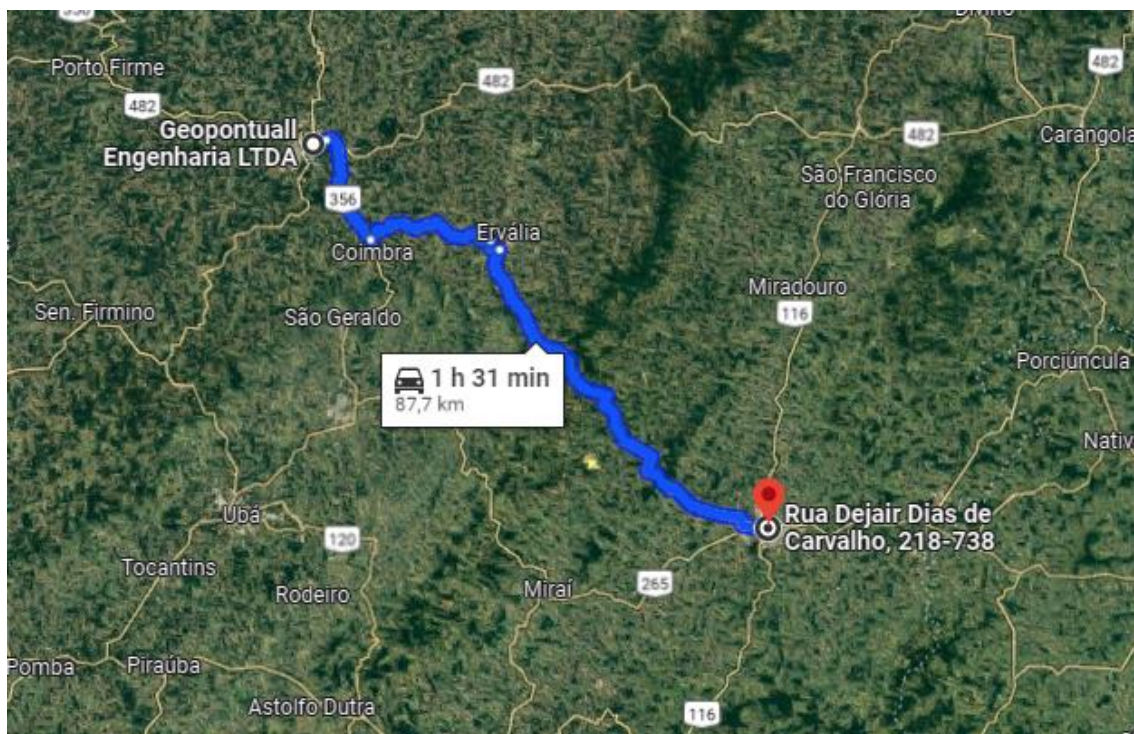 Porto Firme
482
482
482
482
Geopontuall
Engenharia LTDA
Carangola
São Francisco
do Glória
356
Ervália
Coimbra
Miradouro
116
Sen. Firmino
São Geraldo
Porciúncula
1 h 31 min
87,7 km
Nativ
Ubá
Rua Dejair Dias de
Carvalho, 218-738
120
Tocantins
Rodeiro
Miraí
265
Pomba
Piraúba
Astolfo Dutra
116